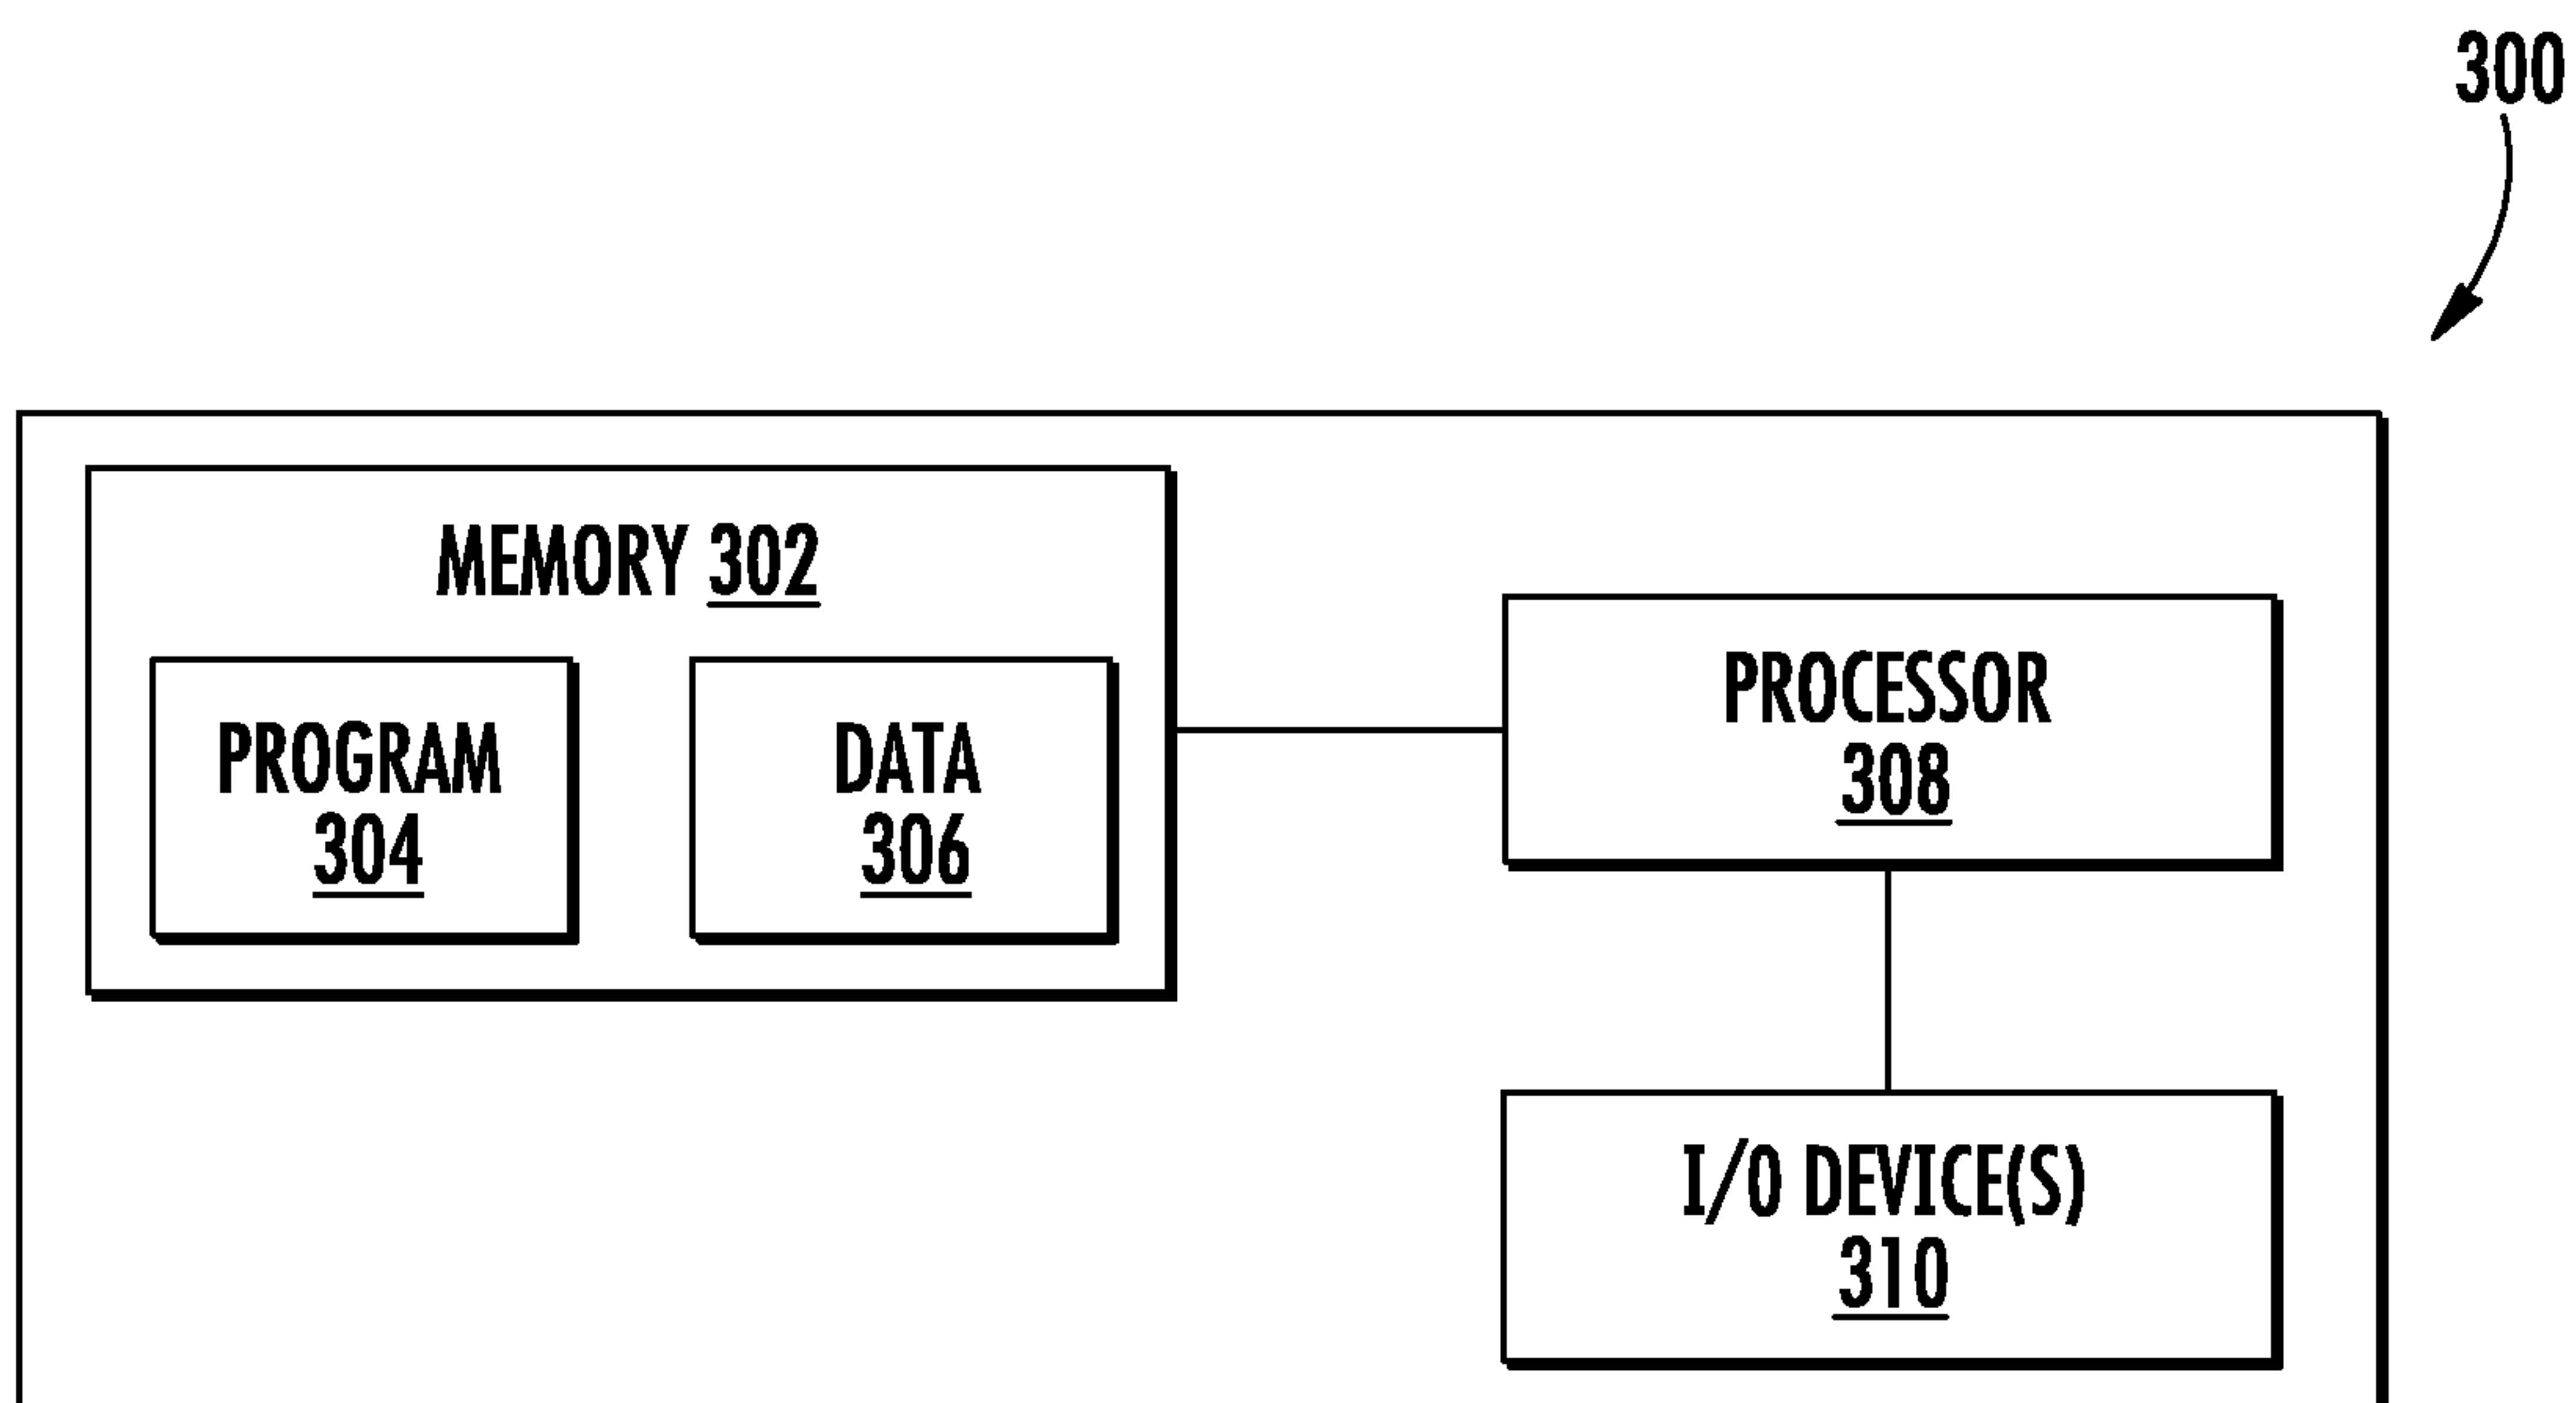 300
MEMORY 302
PROGRAM
304
DATA
306
PROCESSOR
308
I/O DEVICE(S)
310